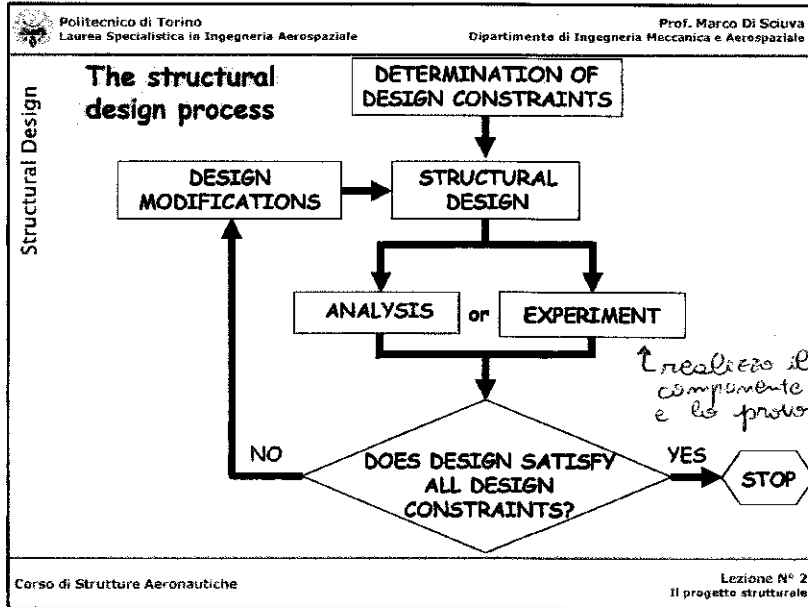 Politecnico di Torino
Laurea Specialistica in Ingegneria Aerospaziale
Prof. Marco Di Sciuva
Dipartimento di Ingegneria Meccanica e Aerospaziale
Structural Design
The structural
design process
DETERMINATION OF
DESIGN CONSTRAINTS
DESIGN
MODIFICATIONS
STRUCTURAL
DESIGN
ANALYSIS or EXPERIMENT
realizzo il
componente
e lo provo
NO
DOES DESIGN SATISFY
ALL DESIGN
CONSTRAINTS?
YES
STOP
Corso di Strutture Aeronautiche
Lezione N° 2
Il progetto strutturale